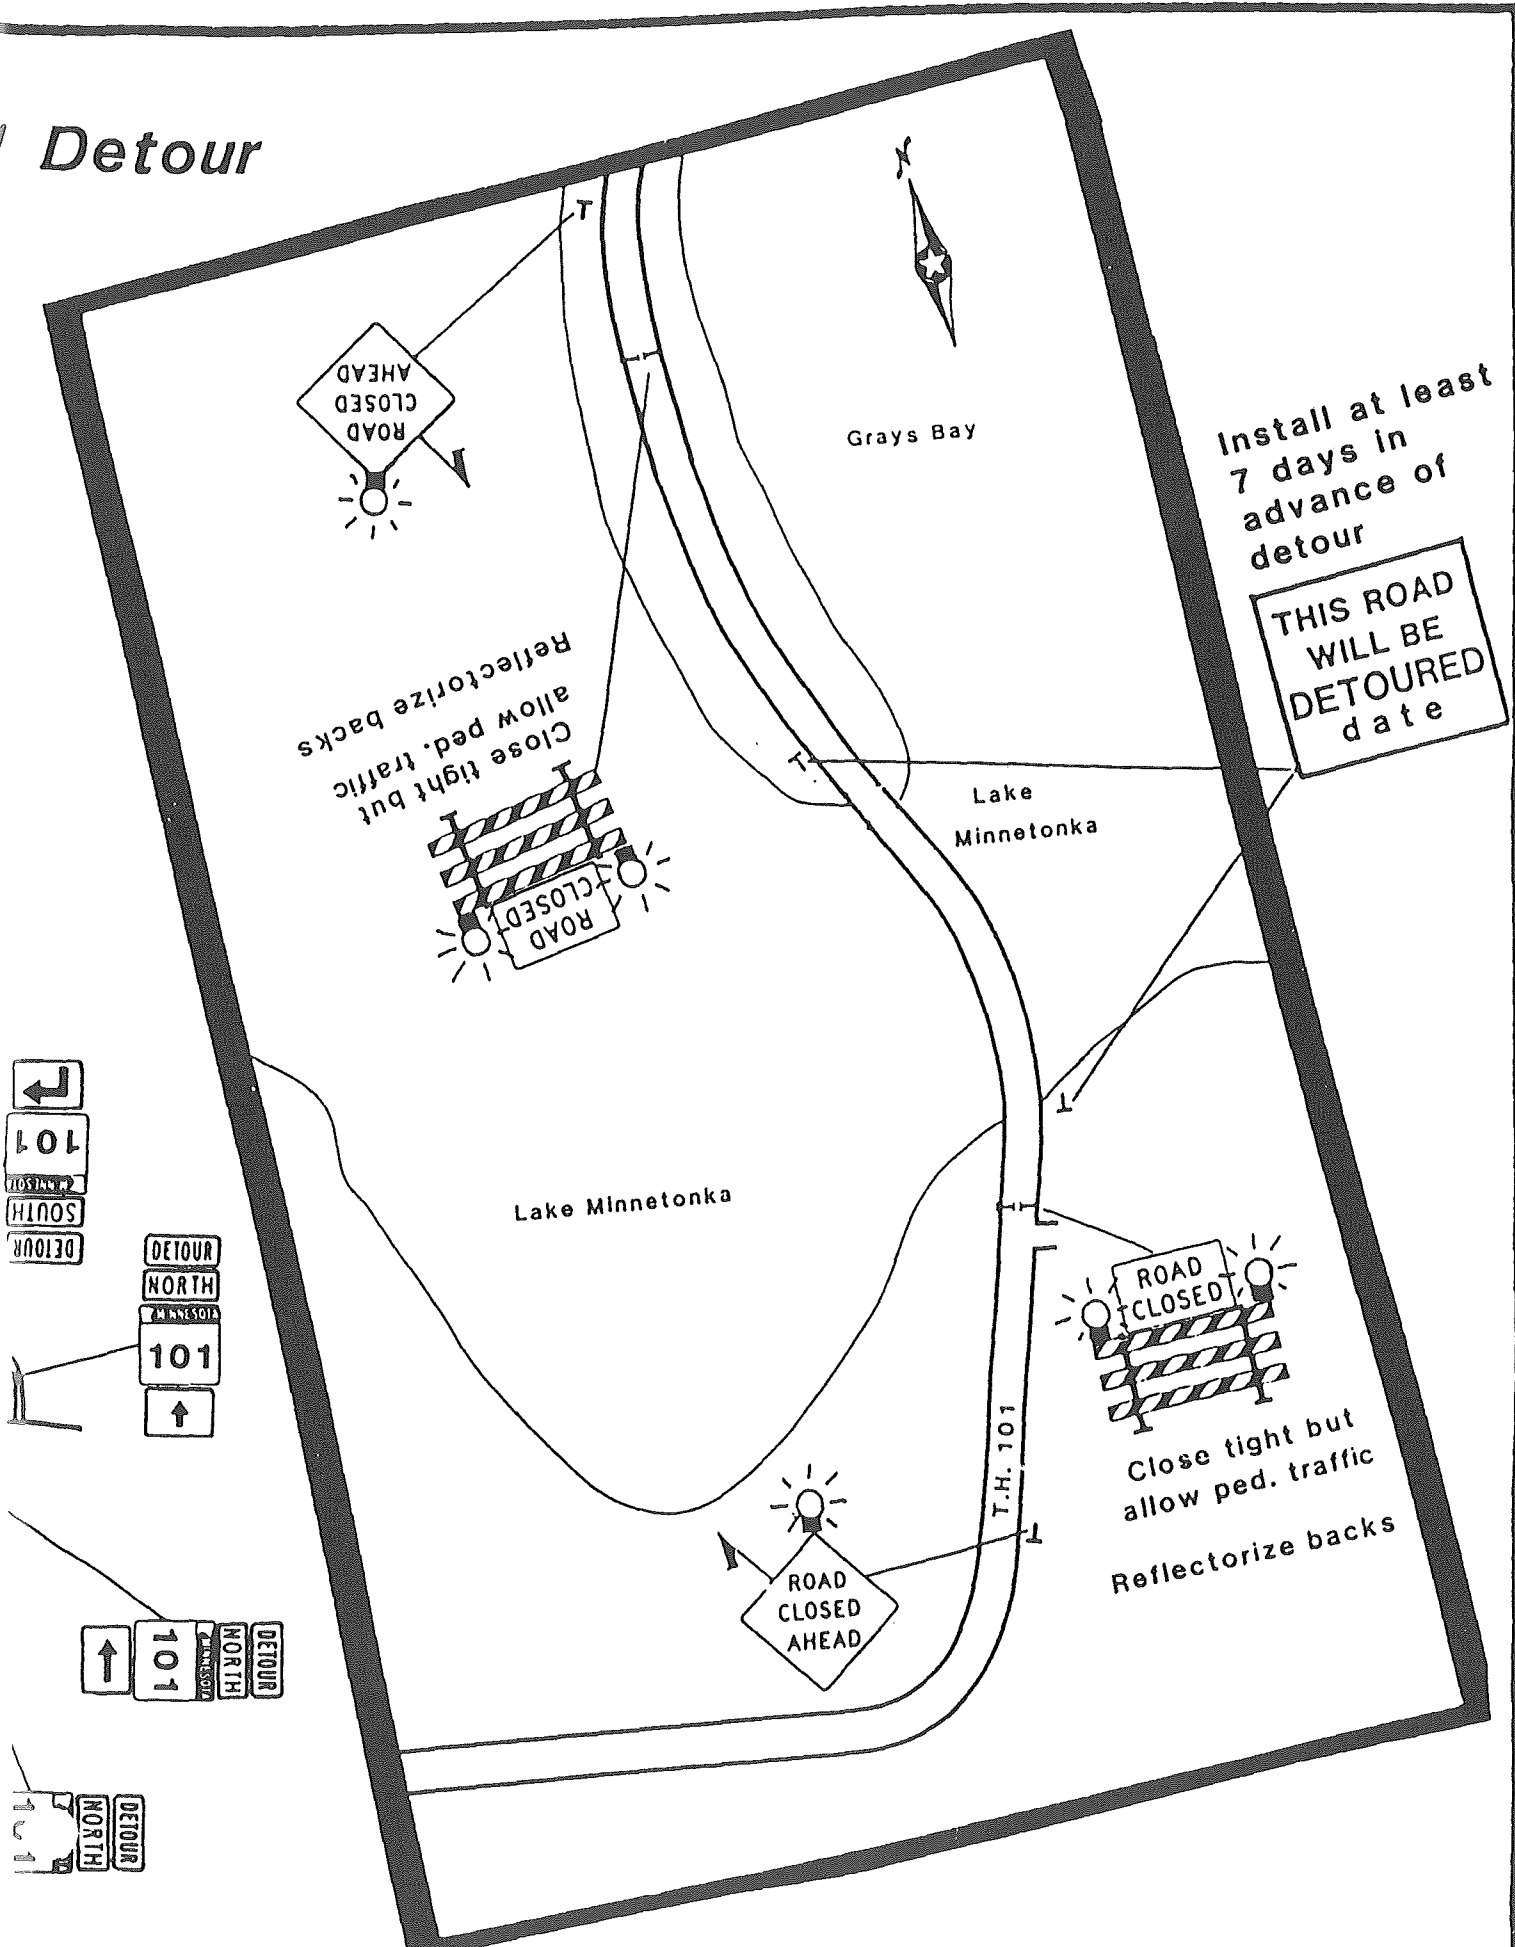 Detour
N
ROAD
CLOSED
AHEAD
Grays Bay
Install at least
7 days in
advance of
detour
THIS ROAD
WILL BE
DETOURED
date
Close tight but
allow ped. traffic
Reflectorize backs
ROAD
CLOSED
Lake
Minnetonka
Lake Minnetonka
101
MINNESOTA
SOUTH
DETOUR
DETOUR
NORTH
MINNESOTA
101
ROAD
CLOSED
Close tight but
allow ped. traffic
Reflectorize backs
T.H. 101
ROAD
CLOSED
AHEAD
DETOUR
NORTH
MINNESOTA
101
DETOUR
NORTH